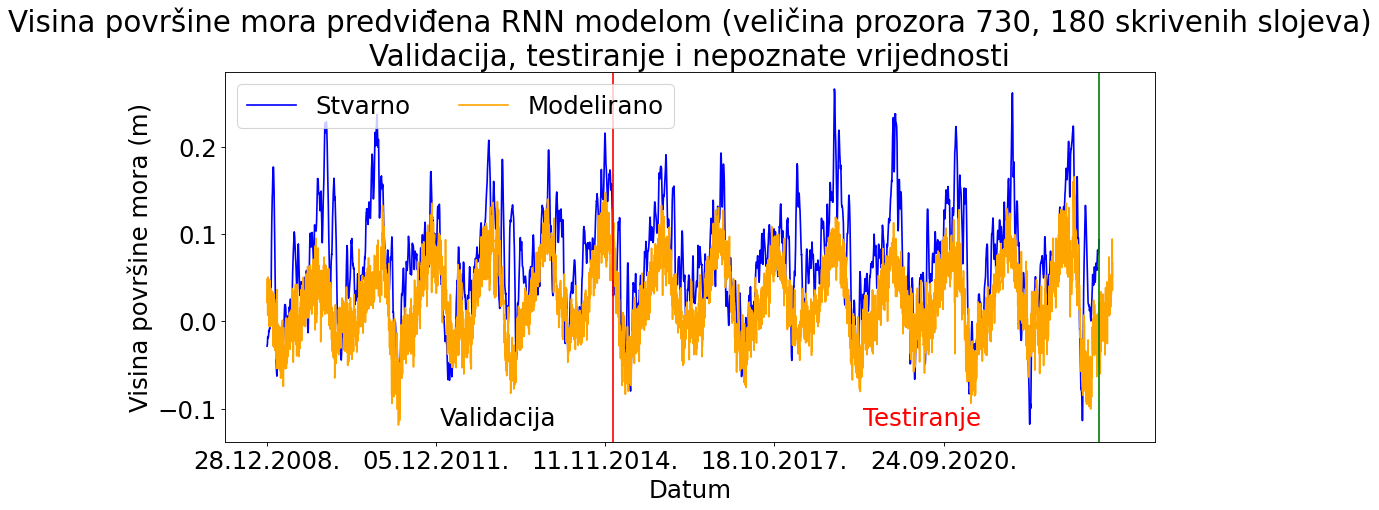 Visina površine mora predviđena RNN modelom (veličina prozora 730, 180 skrivenih slojeva)
Validacija, testiranje i nepoznate vrijednosti
Stvarno Modelirano
Visina površine mora (m)
0.2
0.1
0.0
−0.1
Validacija Testiranje
28.12.2008. 05.12.2011. 11.11.2014. 18.10.2017. 24.09.2020.
Datum